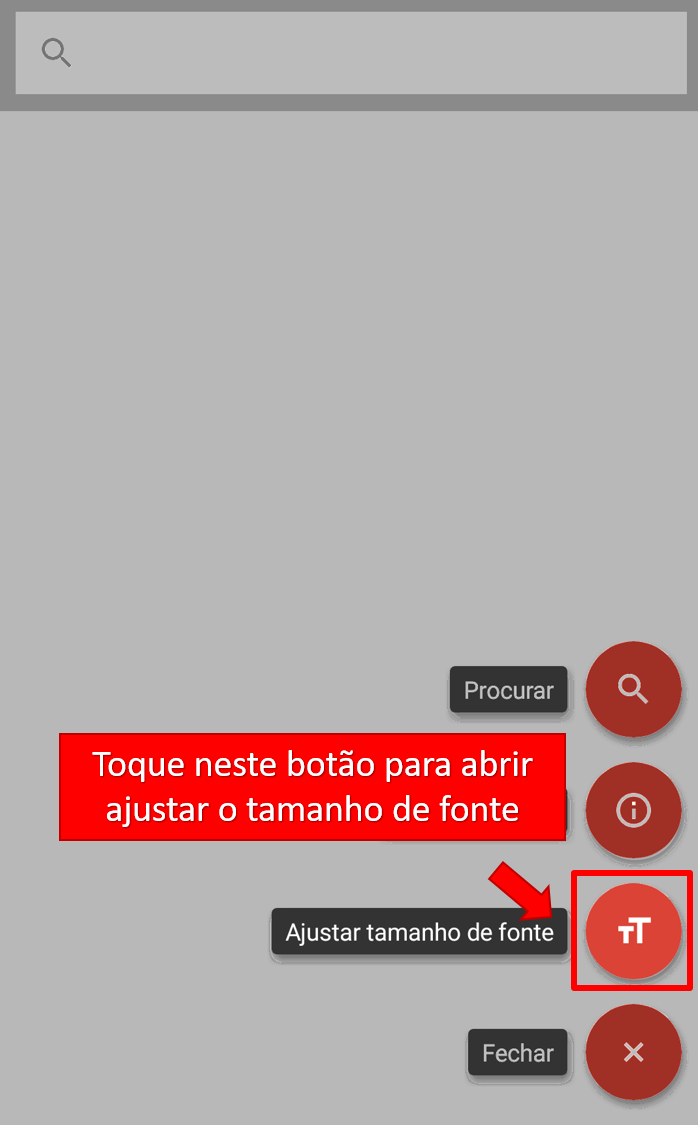 Procurar
Toque neste botão para abrir
ajustar o tamanho de fonte
Ajustar tamanho de fonte
Fechar